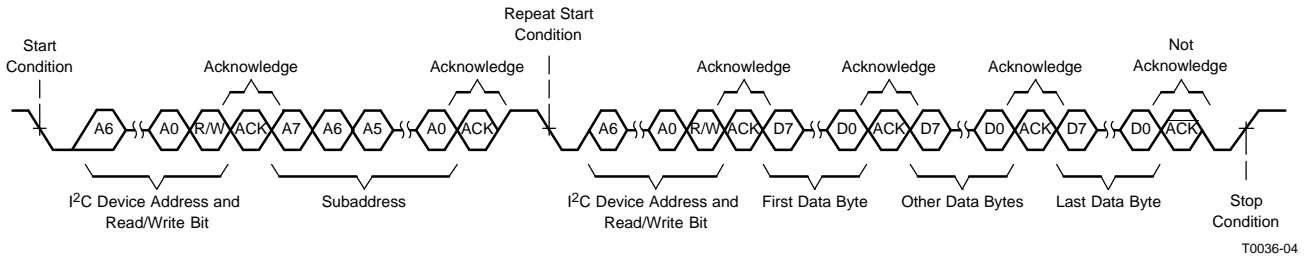 Repeat Start
Condition
Start
Condition
Acknowledge
Acknowledge
Acknowledge
Acknowledge
Acknowledge
Not
Acknowledge
A6 A0 R/W ACK A7 A6 A5 A0 ACK A6 A0 R/W ACK D7 D0 ACK D7 D0 ACK D7 D0 ACK
I²C Device Address and
Read/Write Bit
Subaddress
I²C Device Address and
Read/Write Bit
First Data Byte
Other Data Bytes
Last Data Byte
Stop
Condition
T0036-04